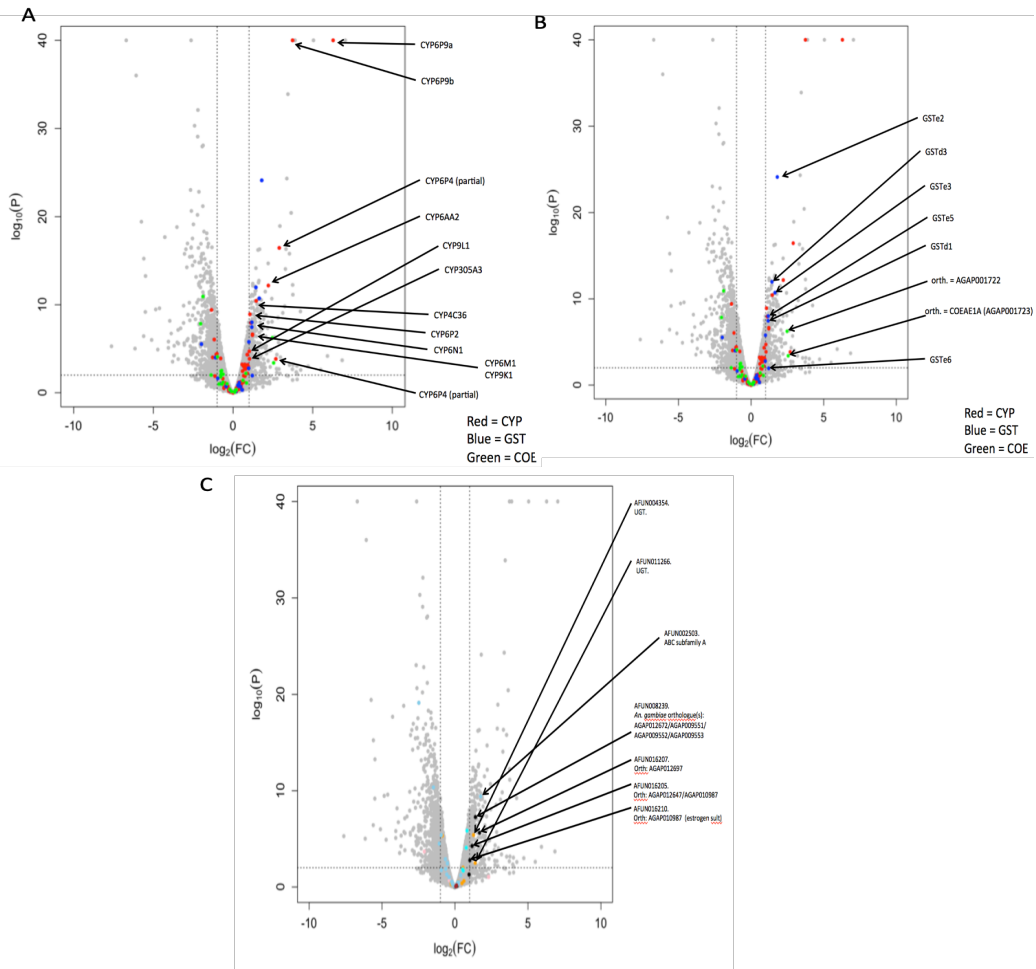 A
40
30
20
10
0
log10(P)
-10
-5
0
5
10
log2(FC)
CYP6P9a
CYP6P9b
CYP6P4 (partial)
CYP6AA2
CYP9L1
CYP305A3
CYP4C36
CYP6P2
CYP6N1
CYP6M1
CYP9K1
CYP6P4 (partial)
Red = CYP
Blue = GST
Green = COE
B
40
30
20
10
0
log10(P)
-10
-5
0
5
10
log2(FC)
GSTe2
GSTd3
GSTe3
GSTe5
GSTd1
orth. = AGAP001722
orth. = COEAE1A (AGAP001723)
GSTe6
Red = CYP
Blue = GST
Green = COE
C
40
30
20
10
0
log10(P)
-10
-5
0
5
10
log2(FC)
AFUN004354.
UGT.
AFUN011266.
UGT.
AFUN002503.
ABC subfamily A
AFUN008239.
An. gambiae orthologue(s):
AGAP012672/AGAP009551/
AGAP009552/AGAP009553
AFUN016207.
Orth: AGAP012697
AFUN016205.
Orth: AGAP012647/AGAP010987
AFUN016210.
Orth: AGAP010987 (estrogen sult)